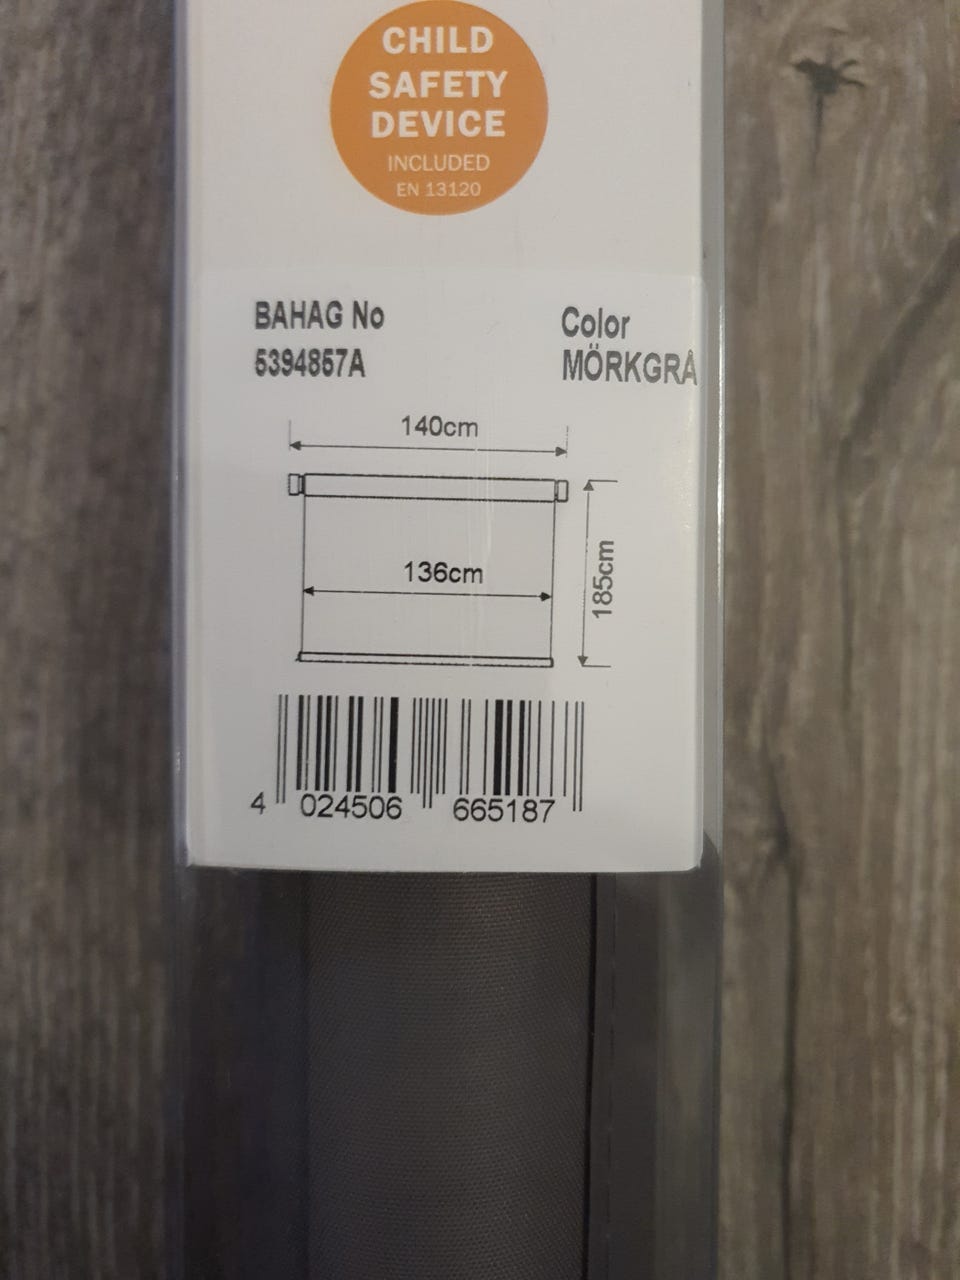 CHILD
SAFETY
DEVICE
INCLUDED
EN 13120
BAHAG No
5394857A
Color
MÖRKGRÅ
140cm
136cm
185cm
4 024506 665187